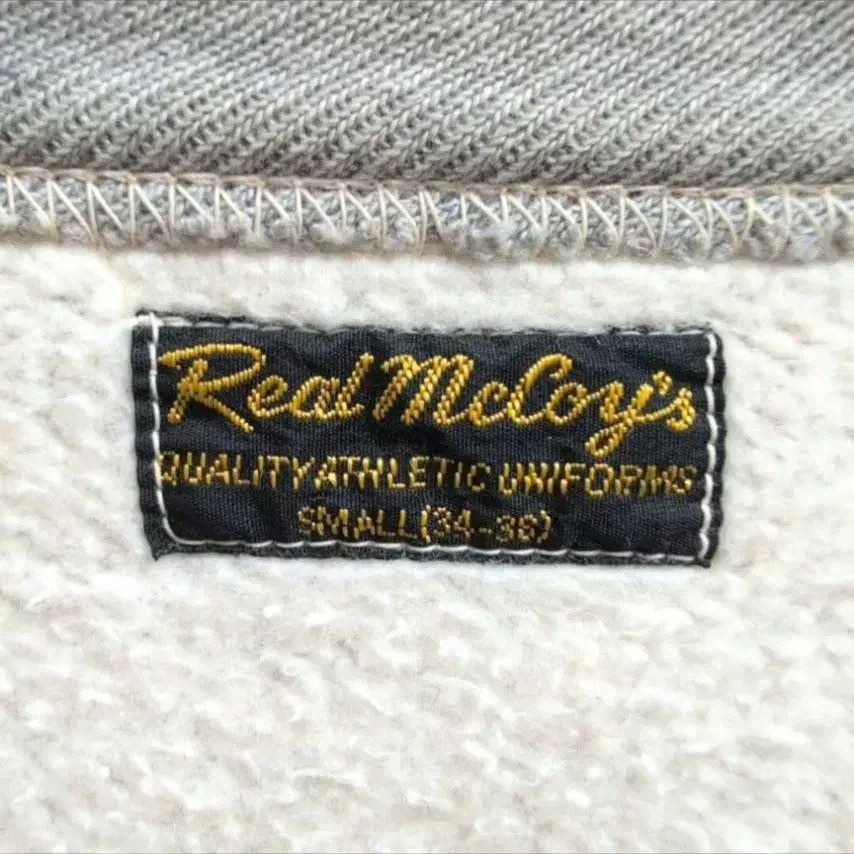 Real McCoy's
QUALITY ATHLETIC UNIFORMS
SMALL(34-36)